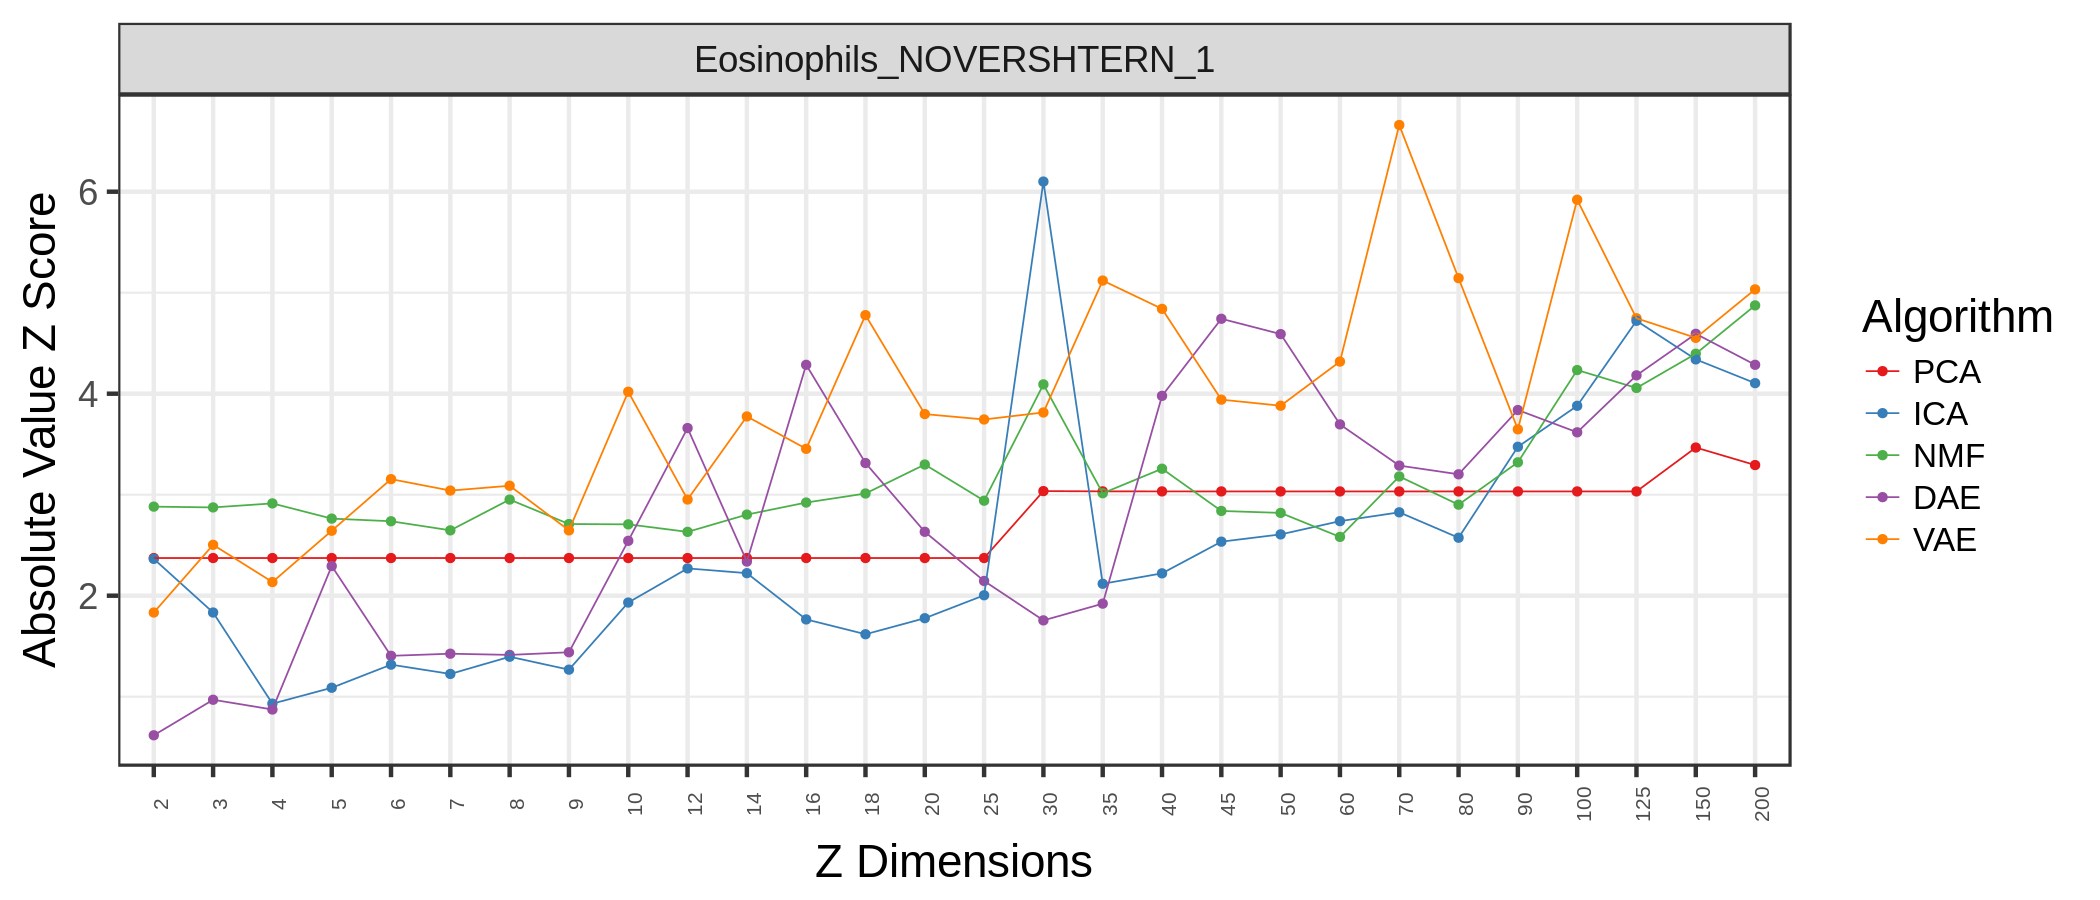 Eosinophils_NOVERSHTERN_1
Absolute Value Z Score
6
4
2
2 3 4 5 6 7 8 9 10 12 14 16 18 20 25 30 35 40 45 50 60 70 80 90 100 125 150 200
Z Dimensions
Algorithm
PCA
ICA
NMF
DAE
VAE